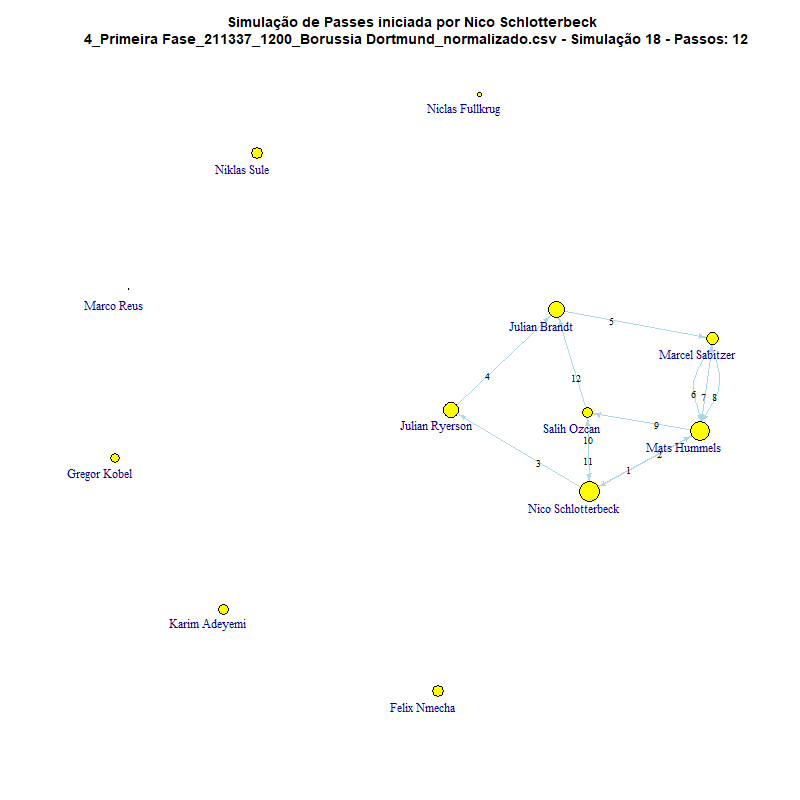 Simulação de Passes iniciada por Nico Schlotterbeck
4_Primeira Fase_211337_1200_Borussia Dortmund_normalizado.csv - Simulação 18 - Passos: 12
Niclas Fullkrug
Niklas Sule
Marco Reus
Julian Brandt
5
Marcel Sabitzer
4
12
6
7
8
Julian Ryerson
Salih Ozcan
9
10
Mats Hummels
2
3
11
1
Gregor Kobel
Nico Schlotterbeck
Karim Adeyemi
Felix Nmecha